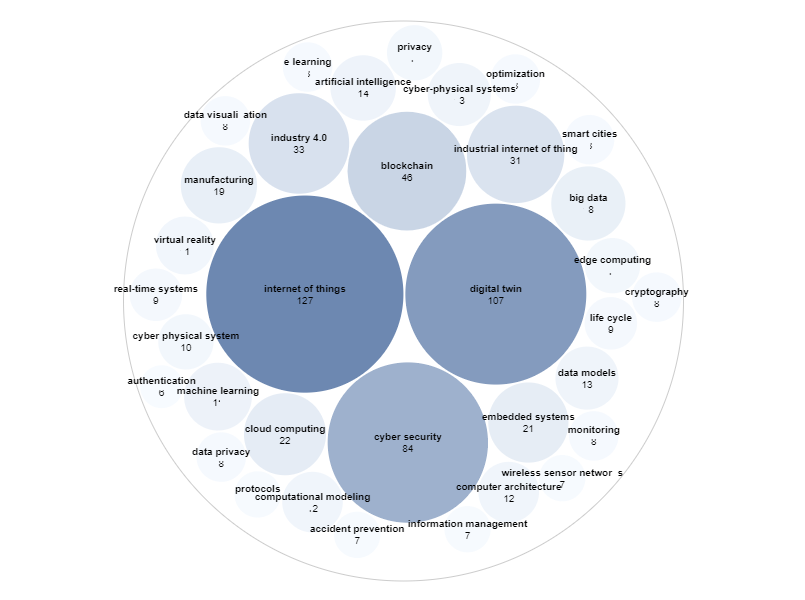 privacy
e learning
optimization
artificial intelligence
14
cyber-physical systems
3
data visuali ation
8
industry 4.0
33
smart cities
industrial internet of thing
31
blockchain
46
manufacturing
19
big data
8
virtual reality
1
edge computing
real-time systems
9
internet of things
127
digital twin
107
cryptography
8
life cycle
9
cyber physical system
10
data models
13
authentication
machine learning
cloud computing
22
cyber security
84
embedded systems
21
monitoring
8
data privacy
8
wireless sensor networ s
7
computer architecture
12
protocols
computational modeling
.2
accident prevention
7
information management
7